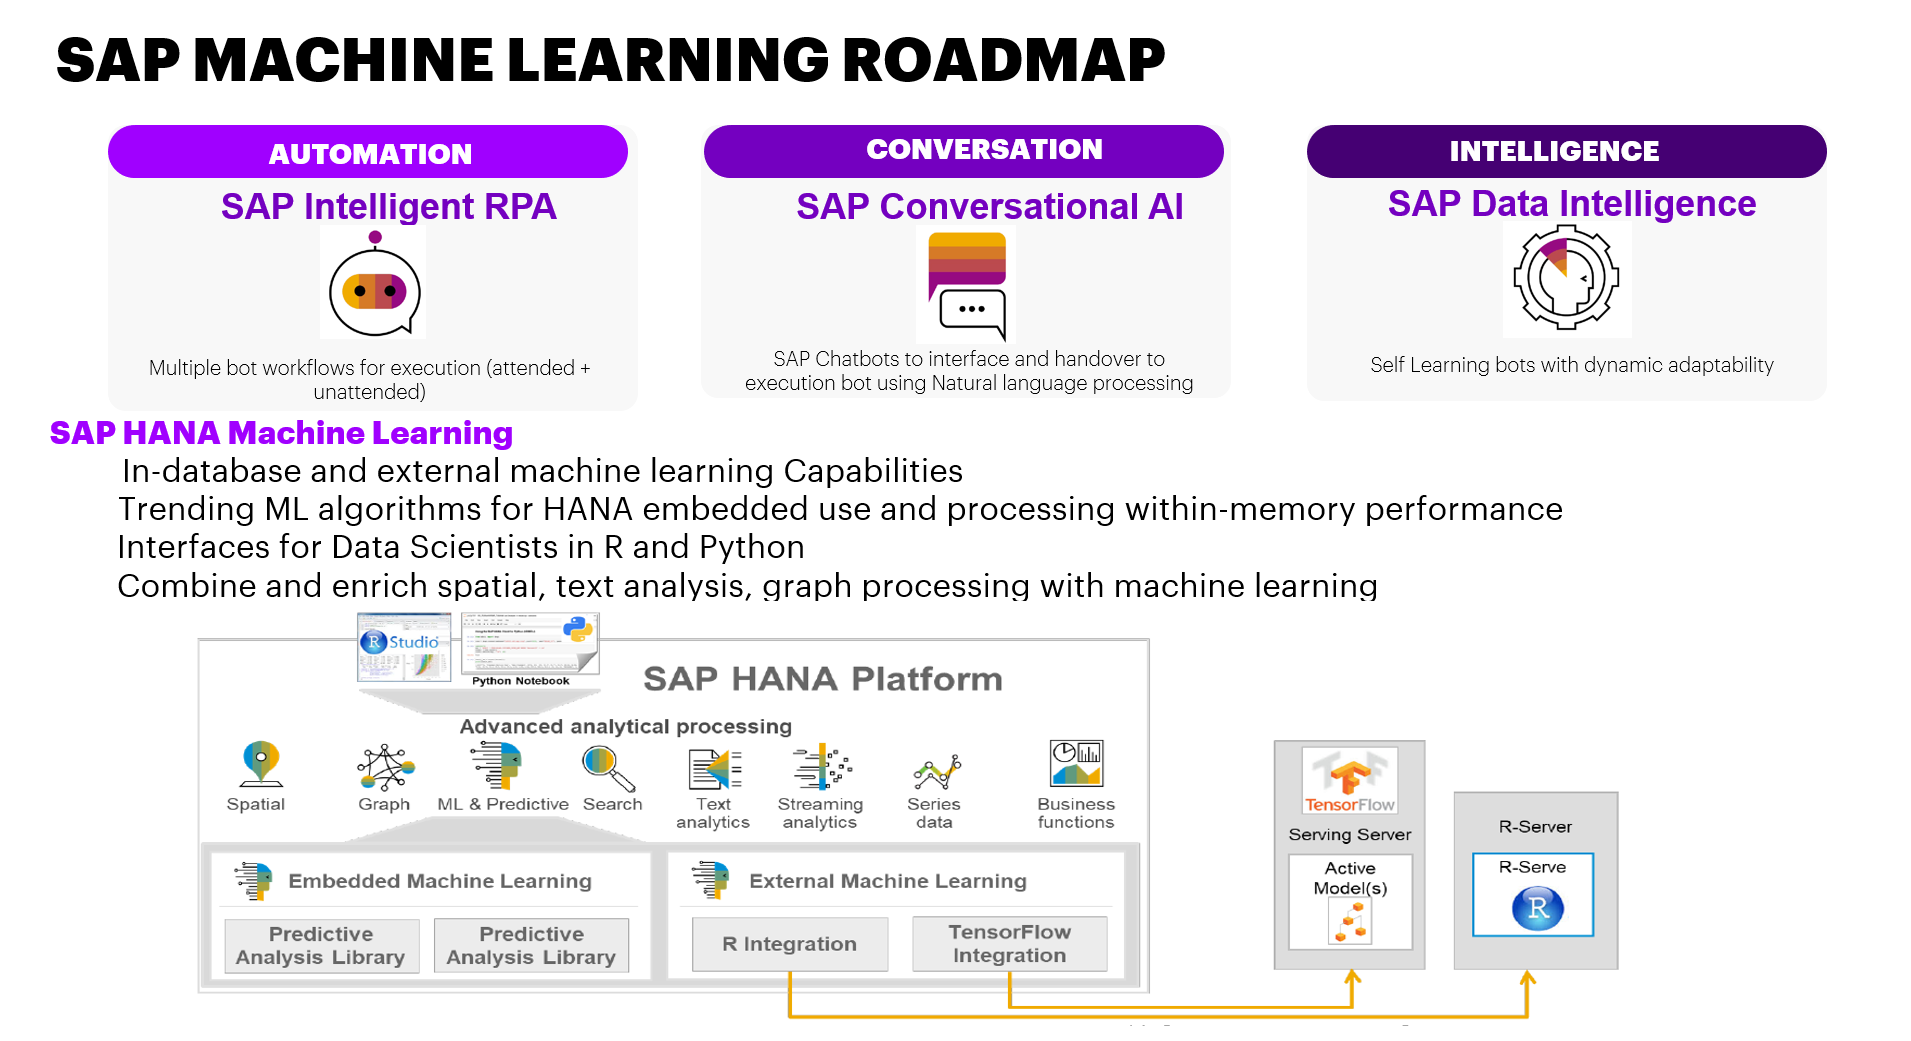 SAP MACHINE LEARNING ROADMAP
AUTOMATION
SAP Intelligent RPA
Multiple bot workflows for execution (attended +
unattended)
CONVERSATION
SAP Conversational AI
SAP Chatbots to interface and handover to
execution bot using Natural language processing
INTELLIGENCE
SAP Data Intelligence
Self Learning bots with dynamic adaptability
SAP HANA Machine Learning
In-database and external machine learning Capabilities
Trending ML algorithms for HANA embedded use and processing within-memory performance
Interfaces for Data Scientists in R and Python
Combine and enrich spatial, text analysis, graph processing with machine learning
R Studio
Python Notebook
SAP HANA Platform
Advanced analytical processing
Spatial
Graph
ML & Predictive
Search
Text
analytics
Streaming
analytics
Series
data
Business
functions
Embedded Machine Learning
Predictive
Analysis Library
Predictive
Analysis Library
External Machine Learning
R Integration
TensorFlow
Integration
TensorFlow
Serving Server
Active
Model(s)
R-Server
R-Serve
R